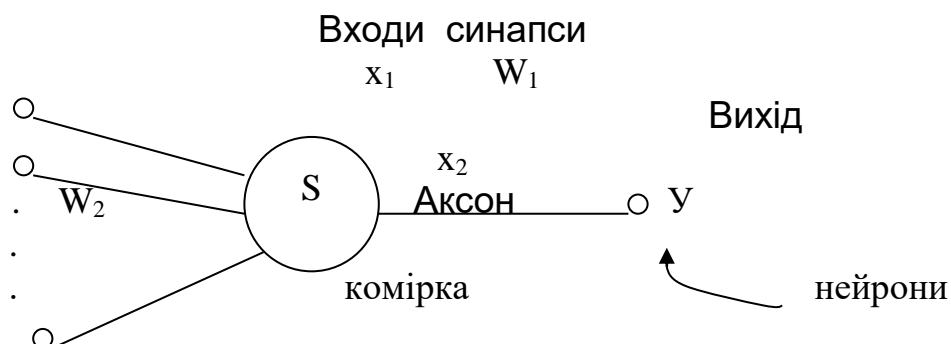 Входи синапси
x₁ W₁
Вихід
x₂
W₂ S Аксон У
.
.
.
комірка нейрони